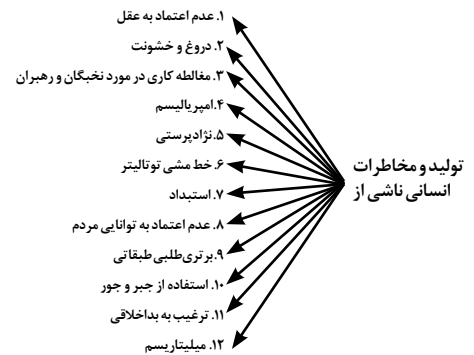 تولید و مخاطرات
انسانی ناشی از
۱. عدم اعتماد به عقل
۲. دروغ و خشونت
۳. مغالطه کاری در مورد نخبگان و رهبران
۴. امپریالیسم
۵. نژادپرستی
۶. خط مشی توتالیتر
۷. استبداد
۸. عدم اعتماد به توانایی مردم
۹. برتری‌طلبی طبقاتی
۱۰. استفاده از جبر و جور
۱۱. ترغیب به بداخلاقی
۱۲. میلیتاریسم